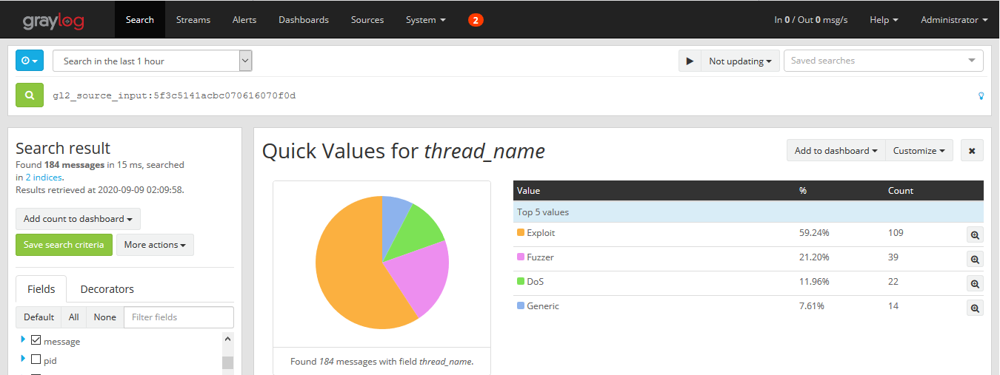 graylog Search Streams Alerts Dashboards Sources System 2 In 0 / Out 0 msg/s Help Administrator
Search in the last 1 hour Not updating Saved searches
gl2_source_input:5f3c5141acbc070616070f0d
Search result
Found 184 messages in 15 ms, searched
in 2 indices.
Results retrieved at 2020-09-09 02:09:58.
Add count to dashboard
Save search criteria More actions
Fields Decorators
Default All None Filter fields
message
pid
Quick Values for thread_name
Add to dashboard Customize
Found 184 messages with field thread_name.
Value % Count
Top 5 values
Exploit 59.24% 109
Fuzzer 21.20% 39
DoS 11.96% 22
Generic 7.61% 14